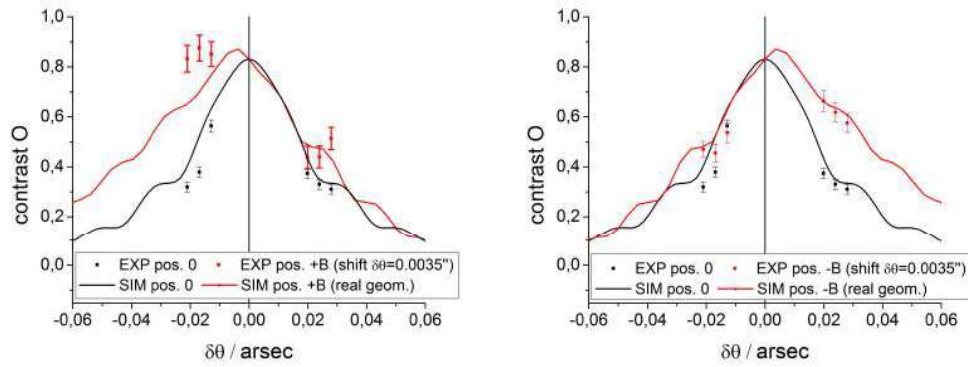 1,0
0,8
0,6
0,4
0,2
0,0
contrast O
EXP pos. 0
EXP pos. +B (shift δθ=0.0035")
SIM pos. 0
SIM pos. +B (real geom.)
-0,06 -0,04 -0,02 0,00 0,02 0,04 0,06
δθ / arsec
1,0
0,8
0,6
0,4
0,2
0,0
contrast O
EXP pos. 0
EXP pos. -B (shift δθ=0.0035")
SIM pos. 0
SIM pos. -B (real geom.)
-0,06 -0,04 -0,02 0,00 0,02 0,04 0,06
δθ / arsec